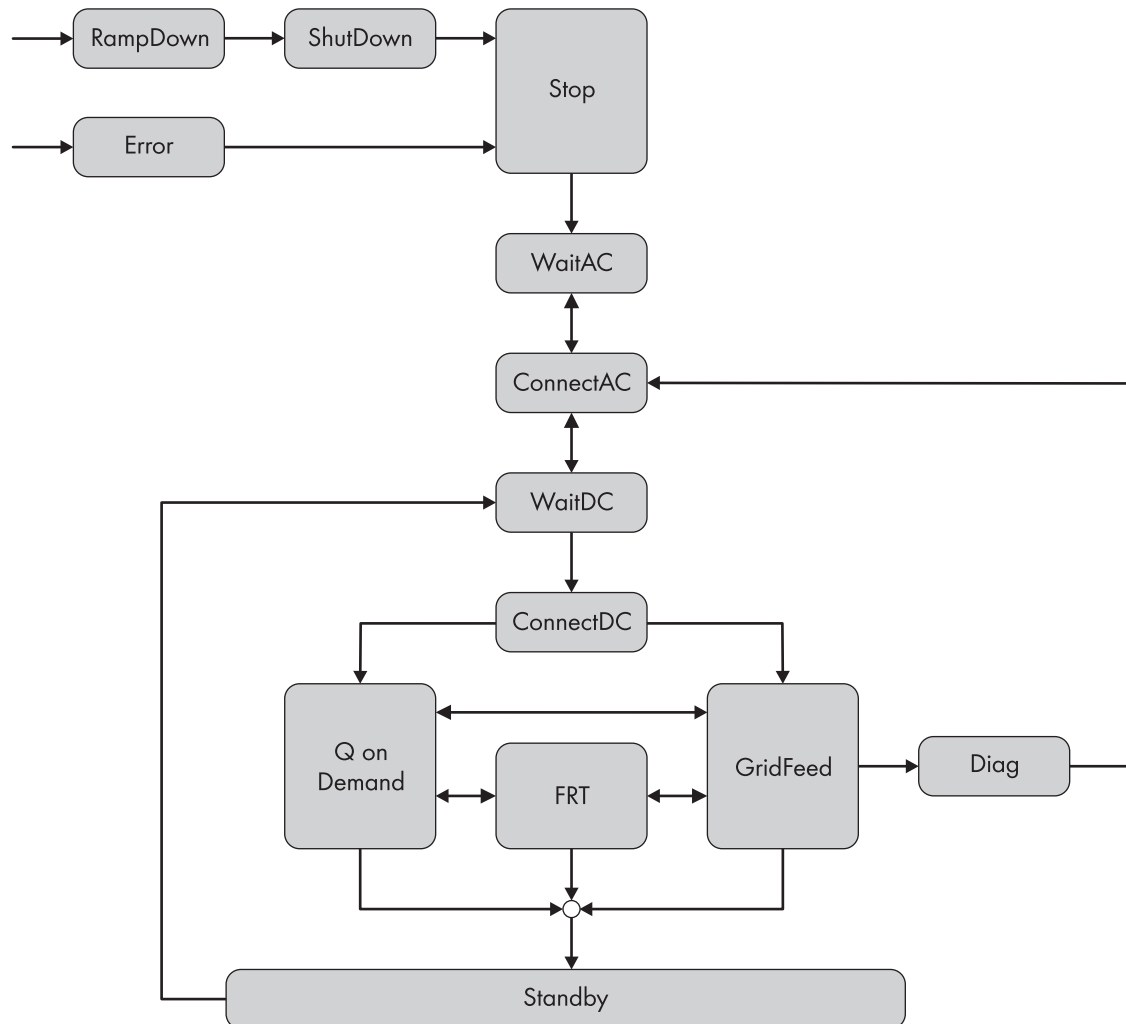 RampDown
ShutDown
Stop
Error
WaitAC
ConnectAC
WaitDC
ConnectDC
Q on
Demand
FRT
GridFeed
Diag
Standby